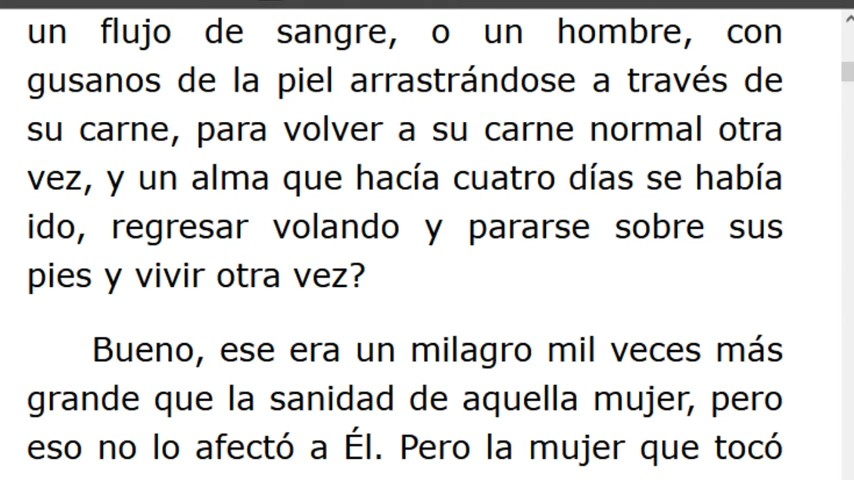 un flujo de sangre, o un hombre, con
gusanos de la piel arrastrándose a través de
su carne, para volver a su carne normal otra
vez, y un alma que hacía cuatro días se había
ido, regresar volando y pararse sobre sus
pies y vivir otra vez?
Bueno, ese era un milagro mil veces más
grande que la sanidad de aquella mujer, pero
eso no lo afectó a Él. Pero la mujer que tocó